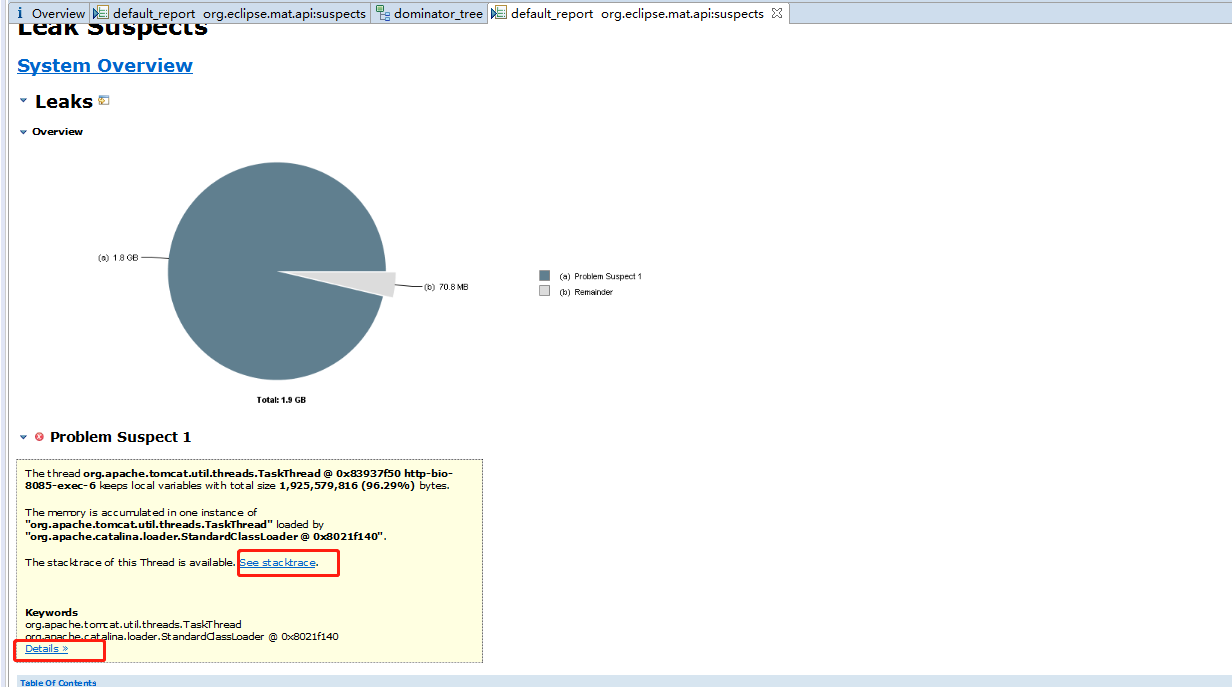 Overview default_report org.eclipse.mat.api:suspects dominator_tree default_report org.eclipse.mat.api:suspects
Leak Suspects
System Overview
Leaks
Overview
(a) 1.8 GB
(b) 70.8 MB
(a) Problem Suspect 1
(b) Remainder
Total: 1.9 GB
Problem Suspect 1
The thread org.apache.tomcat.util.threads.TaskThread @ 0x83937f50 http-bio-
8085-exec-6 keeps local variables with total size 1,925,579,816 (96.29%) bytes.
The memory is accumulated in one instance of
"org.apache.tomcat.util.threads.TaskThread" loaded by
"org.apache.catalina.loader.StandardClassLoader @ 0x8021f140".
The stacktrace of this Thread is available. See stacktrace.
Keywords
org.apache.tomcat.util.threads.TaskThread
org.apache.catalina.loader.StandardClassLoader @ 0x8021f140
Details »
Table Of Contents